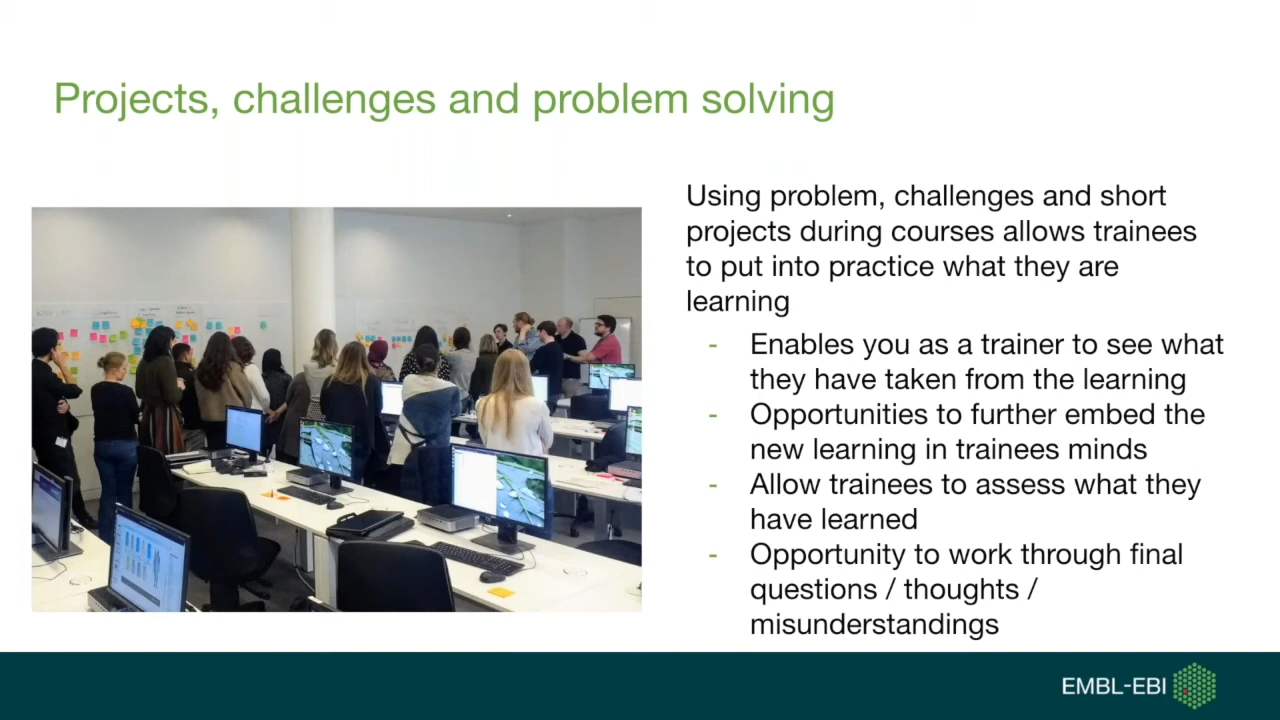 Projects, challenges and problem solving
Using problem, challenges and short
projects during courses allows trainees
to put into practice what they are
learning
- Enables you as a trainer to see what
they have taken from the learning
- Opportunities to further embed the
new learning in trainees minds
- Allow trainees to assess what they
have learned
- Opportunity to work through final
questions / thoughts /
misunderstandings
EMBL-EBI